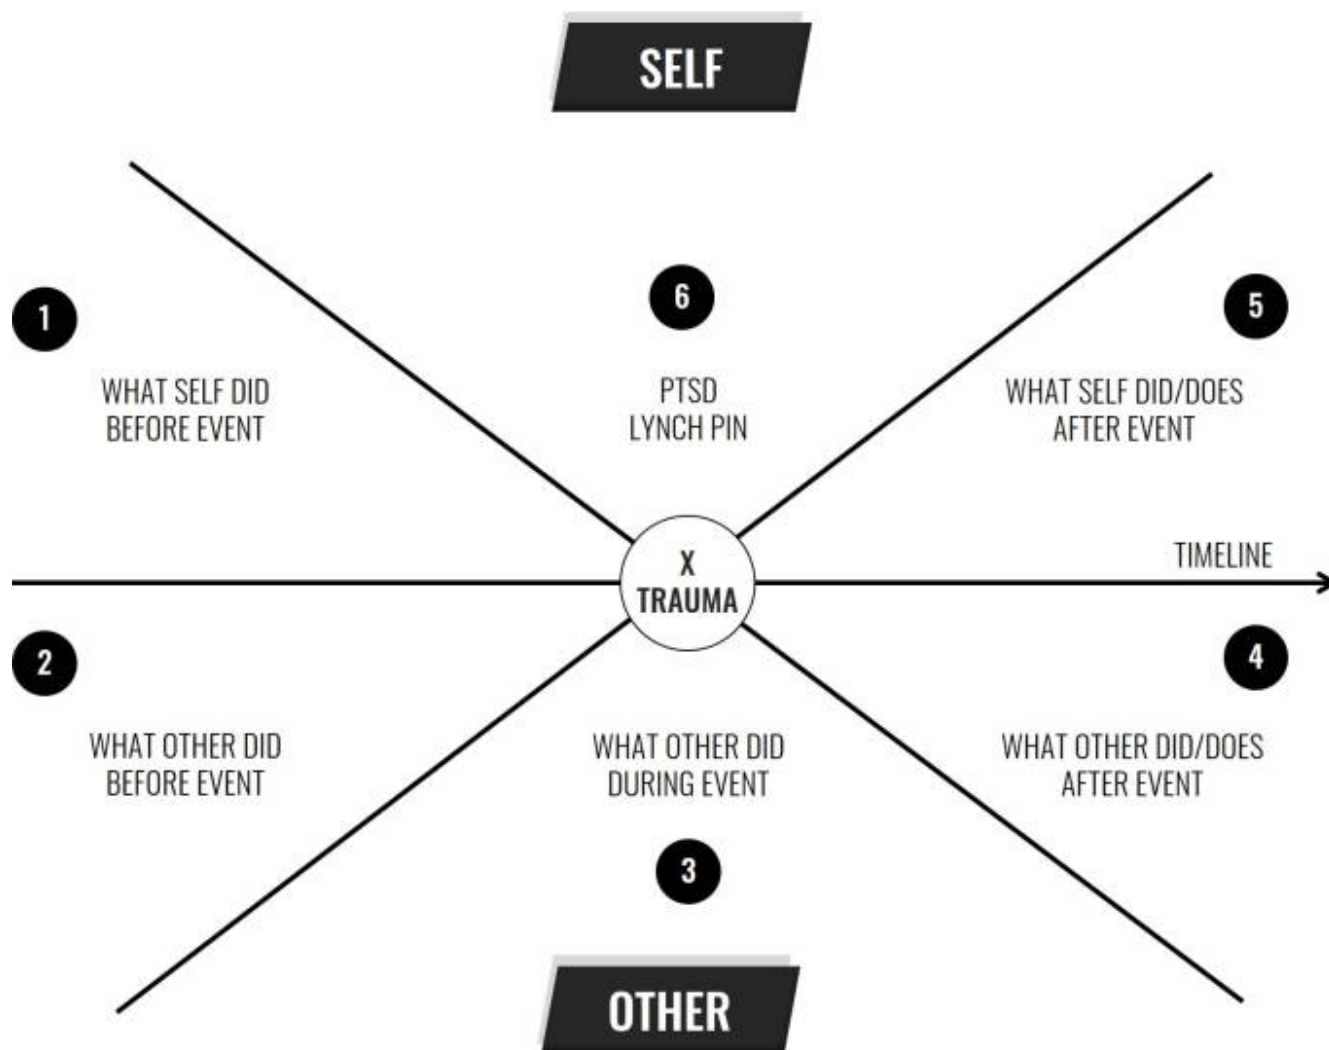 SELF
1
WHAT SELF DID
BEFORE EVENT
6
PTSD
LYNCH PIN
5
WHAT SELF DID/DOES
AFTER EVENT
X
TRAUMA
TIMELINE
2
WHAT OTHER DID
BEFORE EVENT
WHAT OTHER DID
DURING EVENT
3
4
WHAT OTHER DID/DOES
AFTER EVENT
OTHER